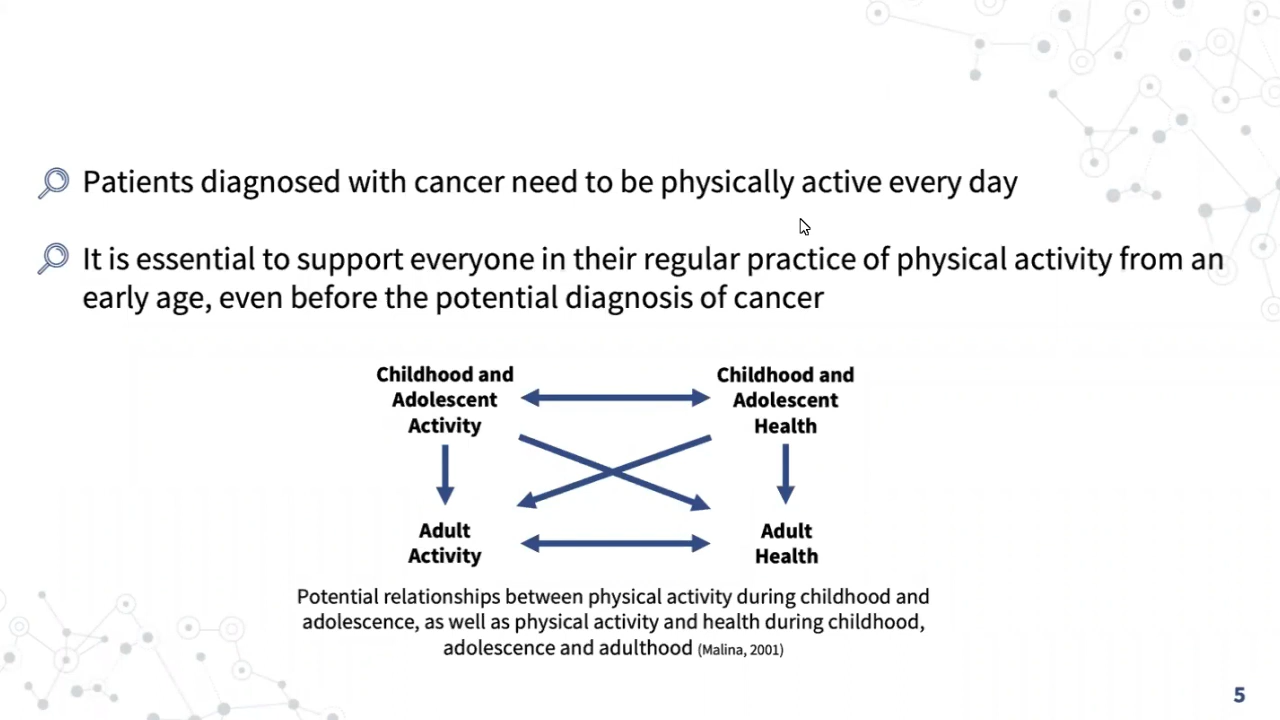 Patients diagnosed with cancer need to be physically active every day
It is essential to support everyone in their regular practice of physical activity from an
early age, even before the potential diagnosis of cancer
Childhood and
Adolescent
Activity
Childhood and
Adolescent
Health
Adult
Activity
Adult
Health
Potential relationships between physical activity during childhood and
adolescence, as well as physical activity and health during childhood,
adolescence and adulthood (Malina, 2001)
5